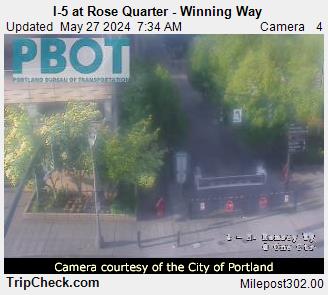 I-5 at Rose Quarter - Winning Way
Updated May 27 2024 7:34 AM Camera 4
PBOT
PORTLAND BUREAU OF TRANSPORTATION
Camera courtesy of the City of Portland
TripCheck.com Milepost302.00